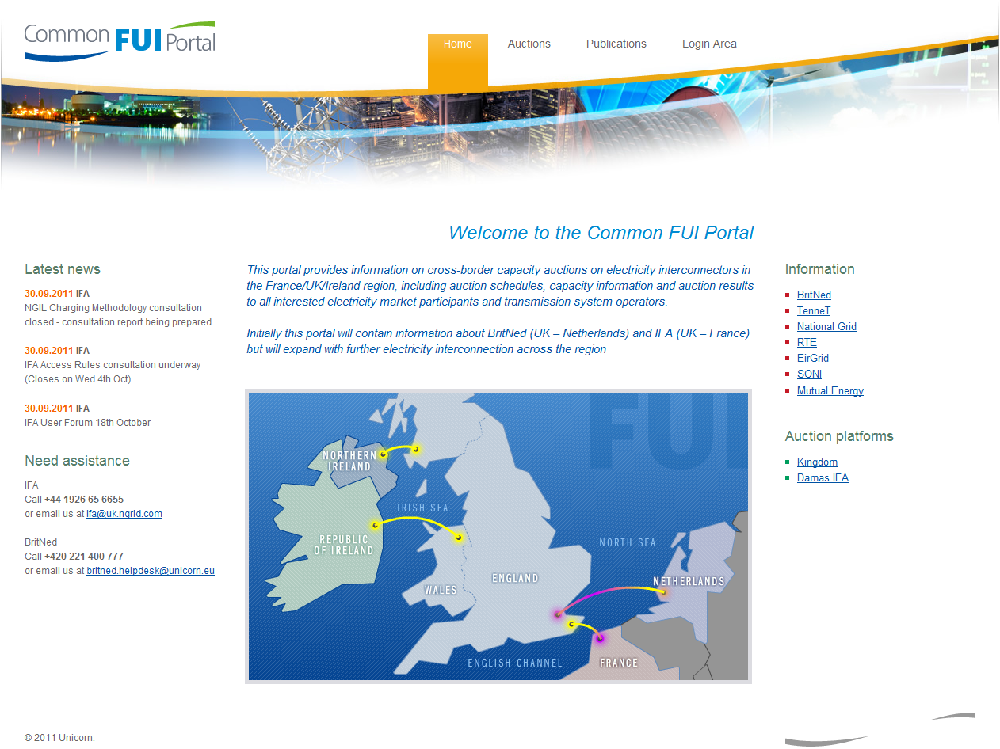 Common FUI Portal
Home
Auctions
Publications
Login Area
Welcome to the Common FUI Portal
Latest news
30.09.2011 IFA
NGIL Charging Methodology consultation
closed - consultation report being prepared.
30.09.2011 IFA
IFA Access Rules consultation underway
(Closes on Wed 4th Oct).
30.09.2011 IFA
IFA User Forum 18th October
Need assistance
IFA
Call +44 1926 65 6655
or email us at ifa@uk.ngrid.com
BritNed
Call +420 221 400 777
or email us at britned.helpdesk@unicorn.eu
This portal provides information on cross-border capacity auctions on electricity interconnectors in
the France/UK/Ireland region, including auction schedules, capacity information and auction results
to all interested electricity market participants and transmission system operators.
Initially this portal will contain information about BritNed (UK – Netherlands) and IFA (UK – France)
but will expand with further electricity interconnection across the region
FUI
NORTHERN
IRELAND
IRISH SEA
REPUBLIC
OF IRELAND
NORTH SEA
WALES
ENGLAND
NETHERLANDS
ENGLISH CHANNEL
FRANCE
Information
BritNed
TenneT
National Grid
RTE
EirGrid
SONI
Mutual Energy
Auction platforms
Kingdom
Damas IFA
© 2011 Unicorn.